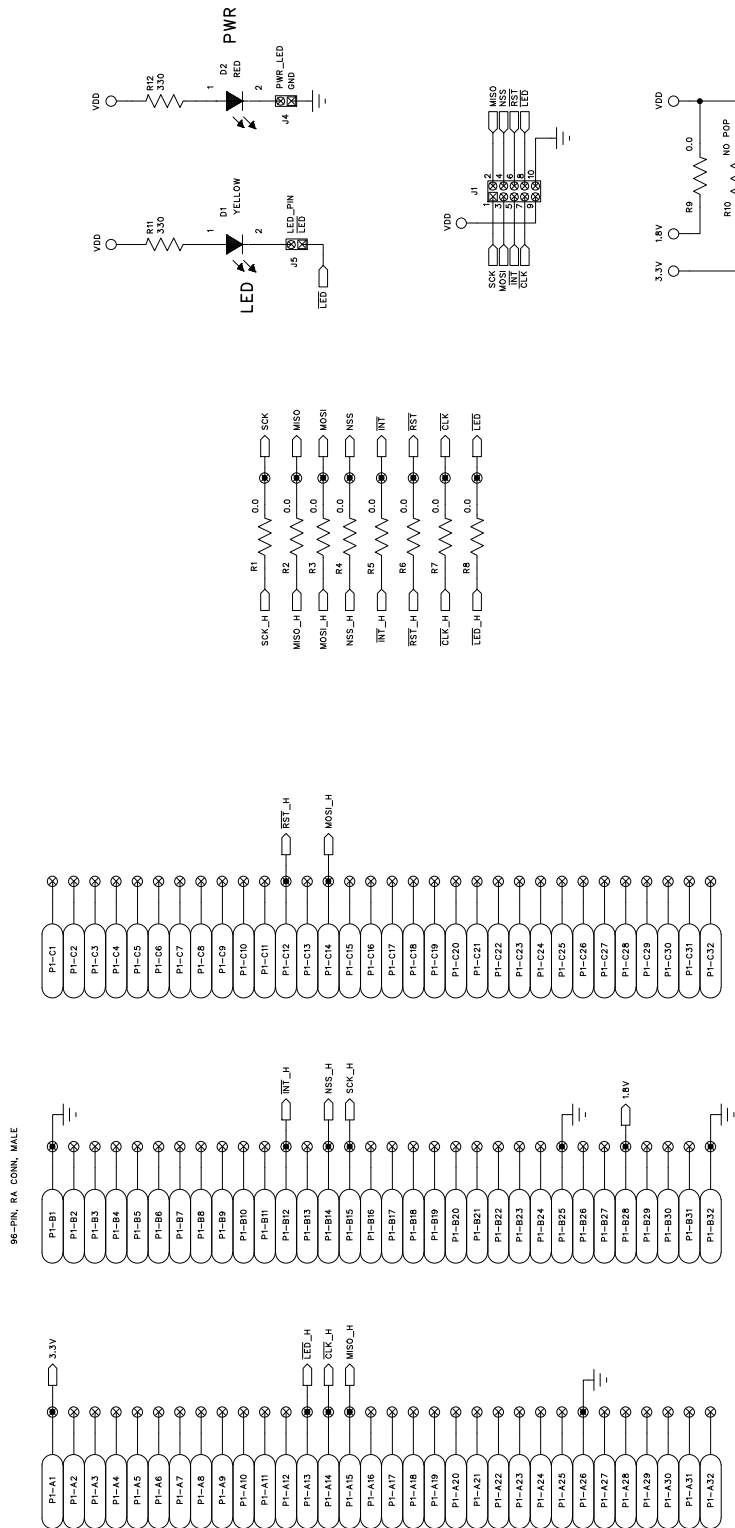 VDD
R12
330
1
D2
RED
2
PWR_LED
GND
J4
PWR
VDD
R11
330
1
D1
YELLOW
2
LED_PIN
LED
J5
LED
LED
VDD
J1
SCK
MOSI
INT
CLK
1
3
5
7
9
2
4
6
8
10
MISO
NSS
RST
LED
VDD
0.0
R9
NO POP
R10
1.8V
3.3V
SCK_H
R1
0.0
SCK
MISO_H
R2
0.0
MISO
MOSI_H
R3
0.0
MOSI
NSS_H
R4
0.0
NSS
INT_H
R5
0.0
INT
RST_H
R6
0.0
RST
CLK_H
R7
0.0
CLK
LED_H
R8
0.0
LED
P1-C1
P1-C2
P1-C3
P1-C4
P1-C5
P1-C6
P1-C7
P1-C8
P1-C9
P1-C10
P1-C11
P1-C12
RST_H
P1-C13
P1-C14
MOSI_H
P1-C15
P1-C16
P1-C17
P1-C18
P1-C19
P1-C20
P1-C21
P1-C22
P1-C23
P1-C24
P1-C25
P1-C26
P1-C27
P1-C28
P1-C29
P1-C30
P1-C31
P1-C32
96-PIN, RA CONN, MALE
P1-B1
P1-B2
P1-B3
P1-B4
P1-B5
P1-B6
P1-B7
P1-B8
P1-B9
P1-B10
P1-B11
P1-B12
INT_H
P1-B13
P1-B14
NSS_H
P1-B15
SCK_H
P1-B16
P1-B17
P1-B18
P1-B19
P1-B20
P1-B21
P1-B22
P1-B23
P1-B24
P1-B25
P1-B26
P1-B27
P1-B28
1.8V
P1-B29
P1-B30
P1-B31
P1-B32
P1-A1
3.3V
P1-A2
P1-A3
P1-A4
P1-A5
P1-A6
P1-A7
P1-A8
P1-A9
P1-A10
P1-A11
P1-A12
P1-A13
LED_H
P1-A14
CLK_H
P1-A15
MISO_H
P1-A16
P1-A17
P1-A18
P1-A19
P1-A20
P1-A21
P1-A22
P1-A23
P1-A24
P1-A25
P1-A26
P1-A27
P1-A28
P1-A29
P1-A30
P1-A31
P1-A32